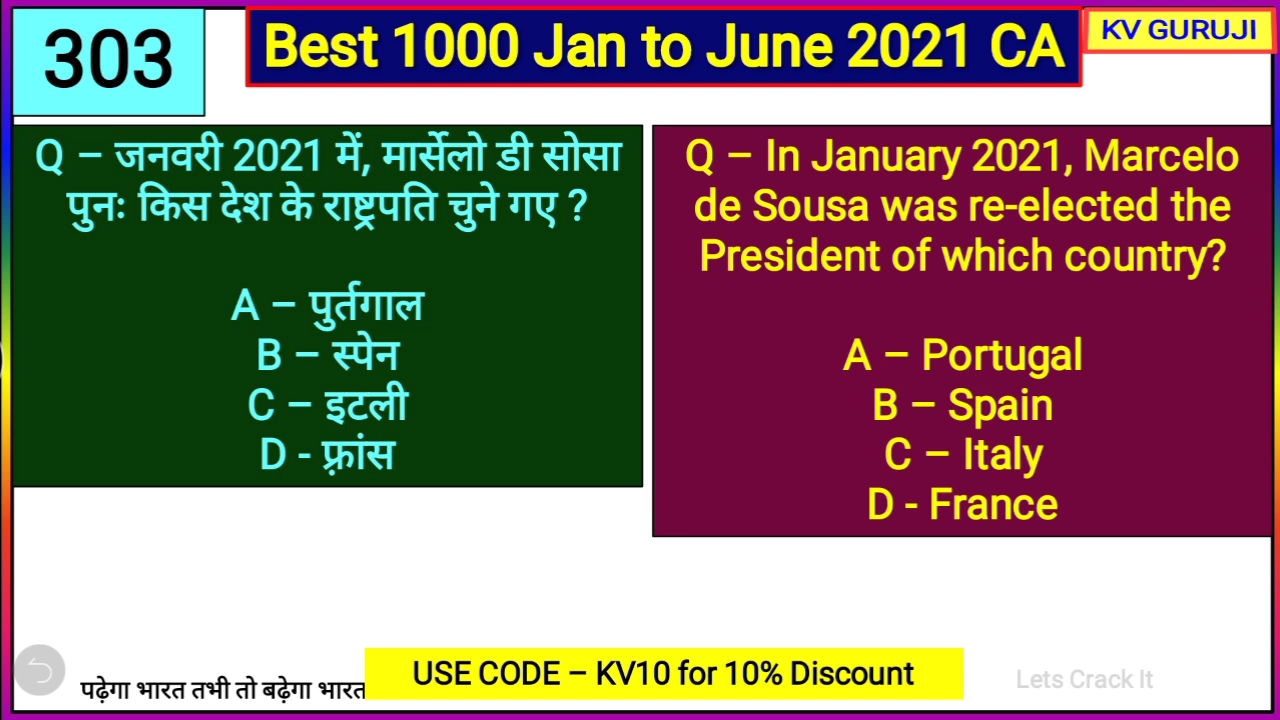 303
Best 1000 Jan to June 2021 CA
KV GURUJI
Q – जनवरी 2021 में, मार्सेलो डी सोसा
पुनः किस देश के राष्ट्रपति चुने गए ?
A – पुर्तगाल
B – स्पेन
C – इटली
D - फ़्रांस
Q – In January 2021, Marcelo
de Sousa was re-elected the
President of which country?
A – Portugal
B – Spain
C – Italy
D - France
पढ़ेगा भारत तभी तो बढ़ेगा भारत
USE CODE – KV10 for 10% Discount
Lets Crack It